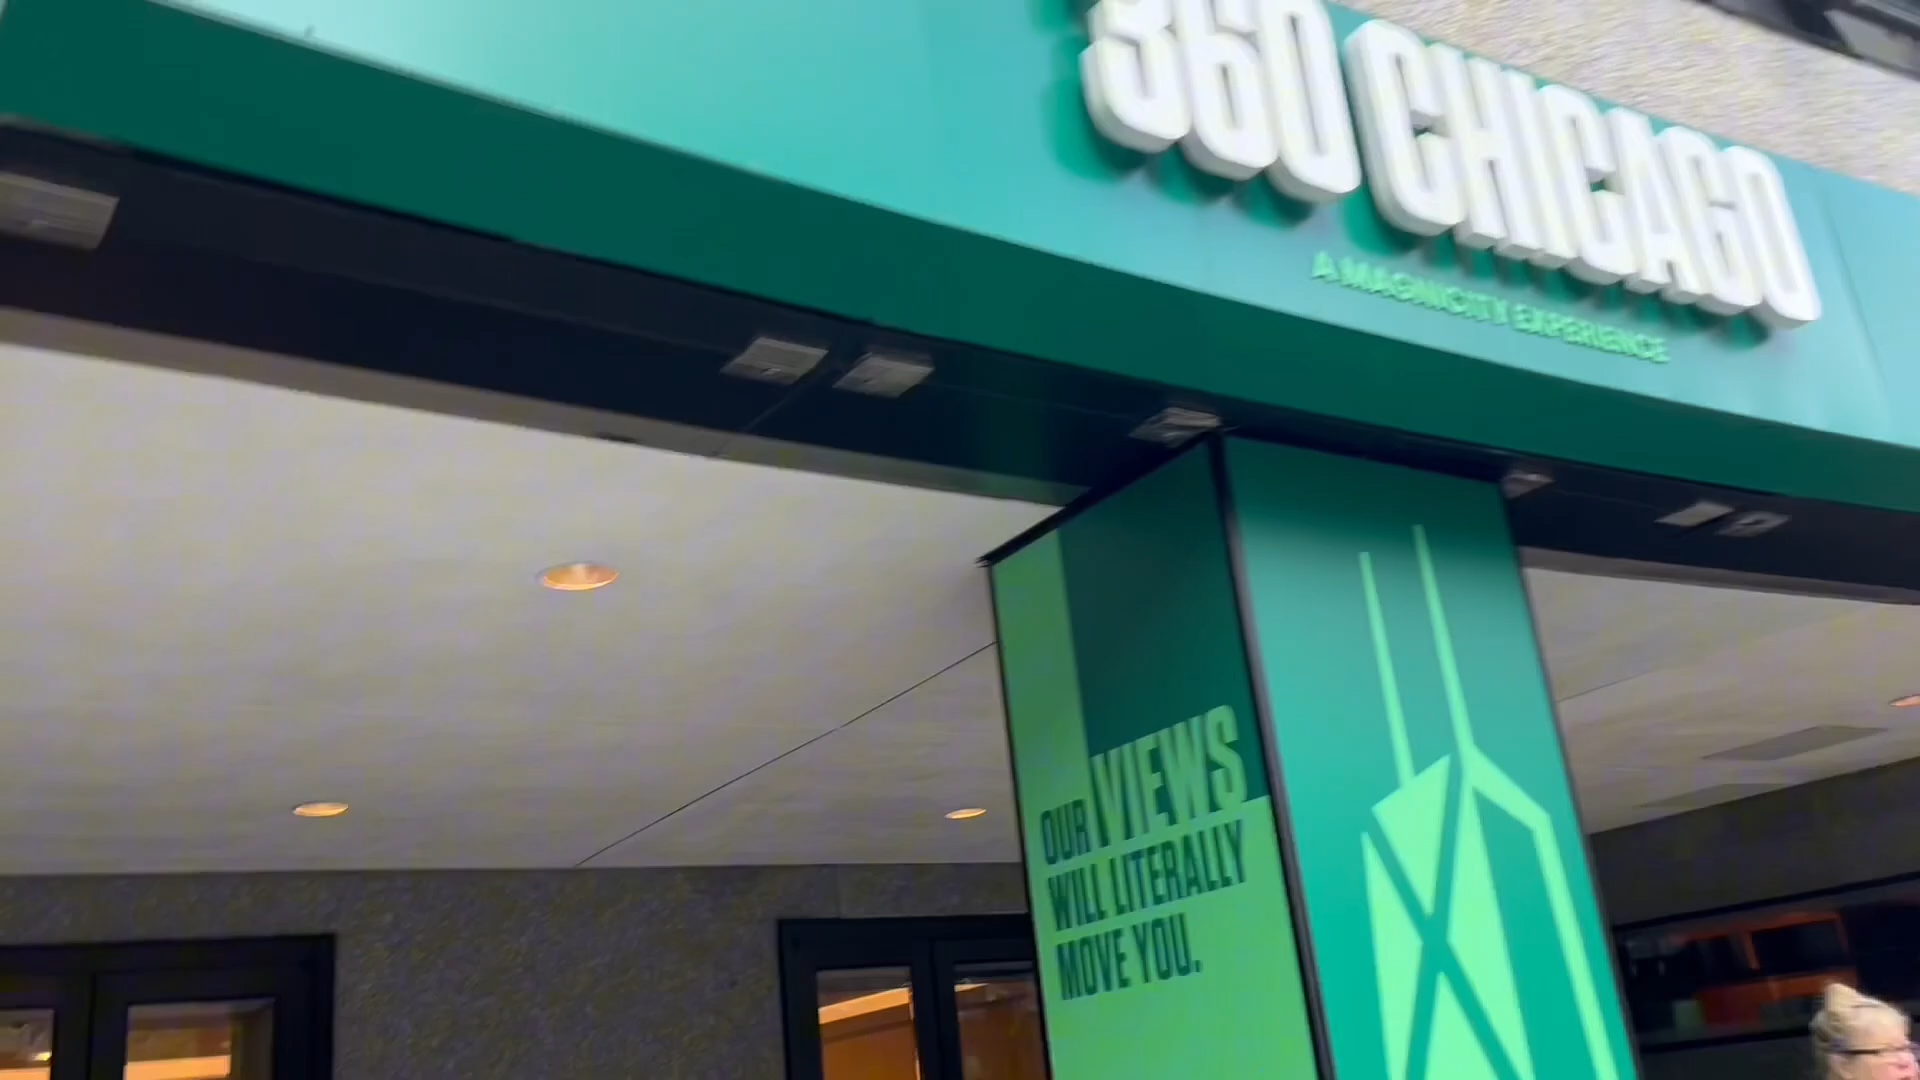 360 CHICAGO
A MAGNICITY EXPERIENCE
OUR VIEWS
WILL LITERALLY
MOVE YOU.